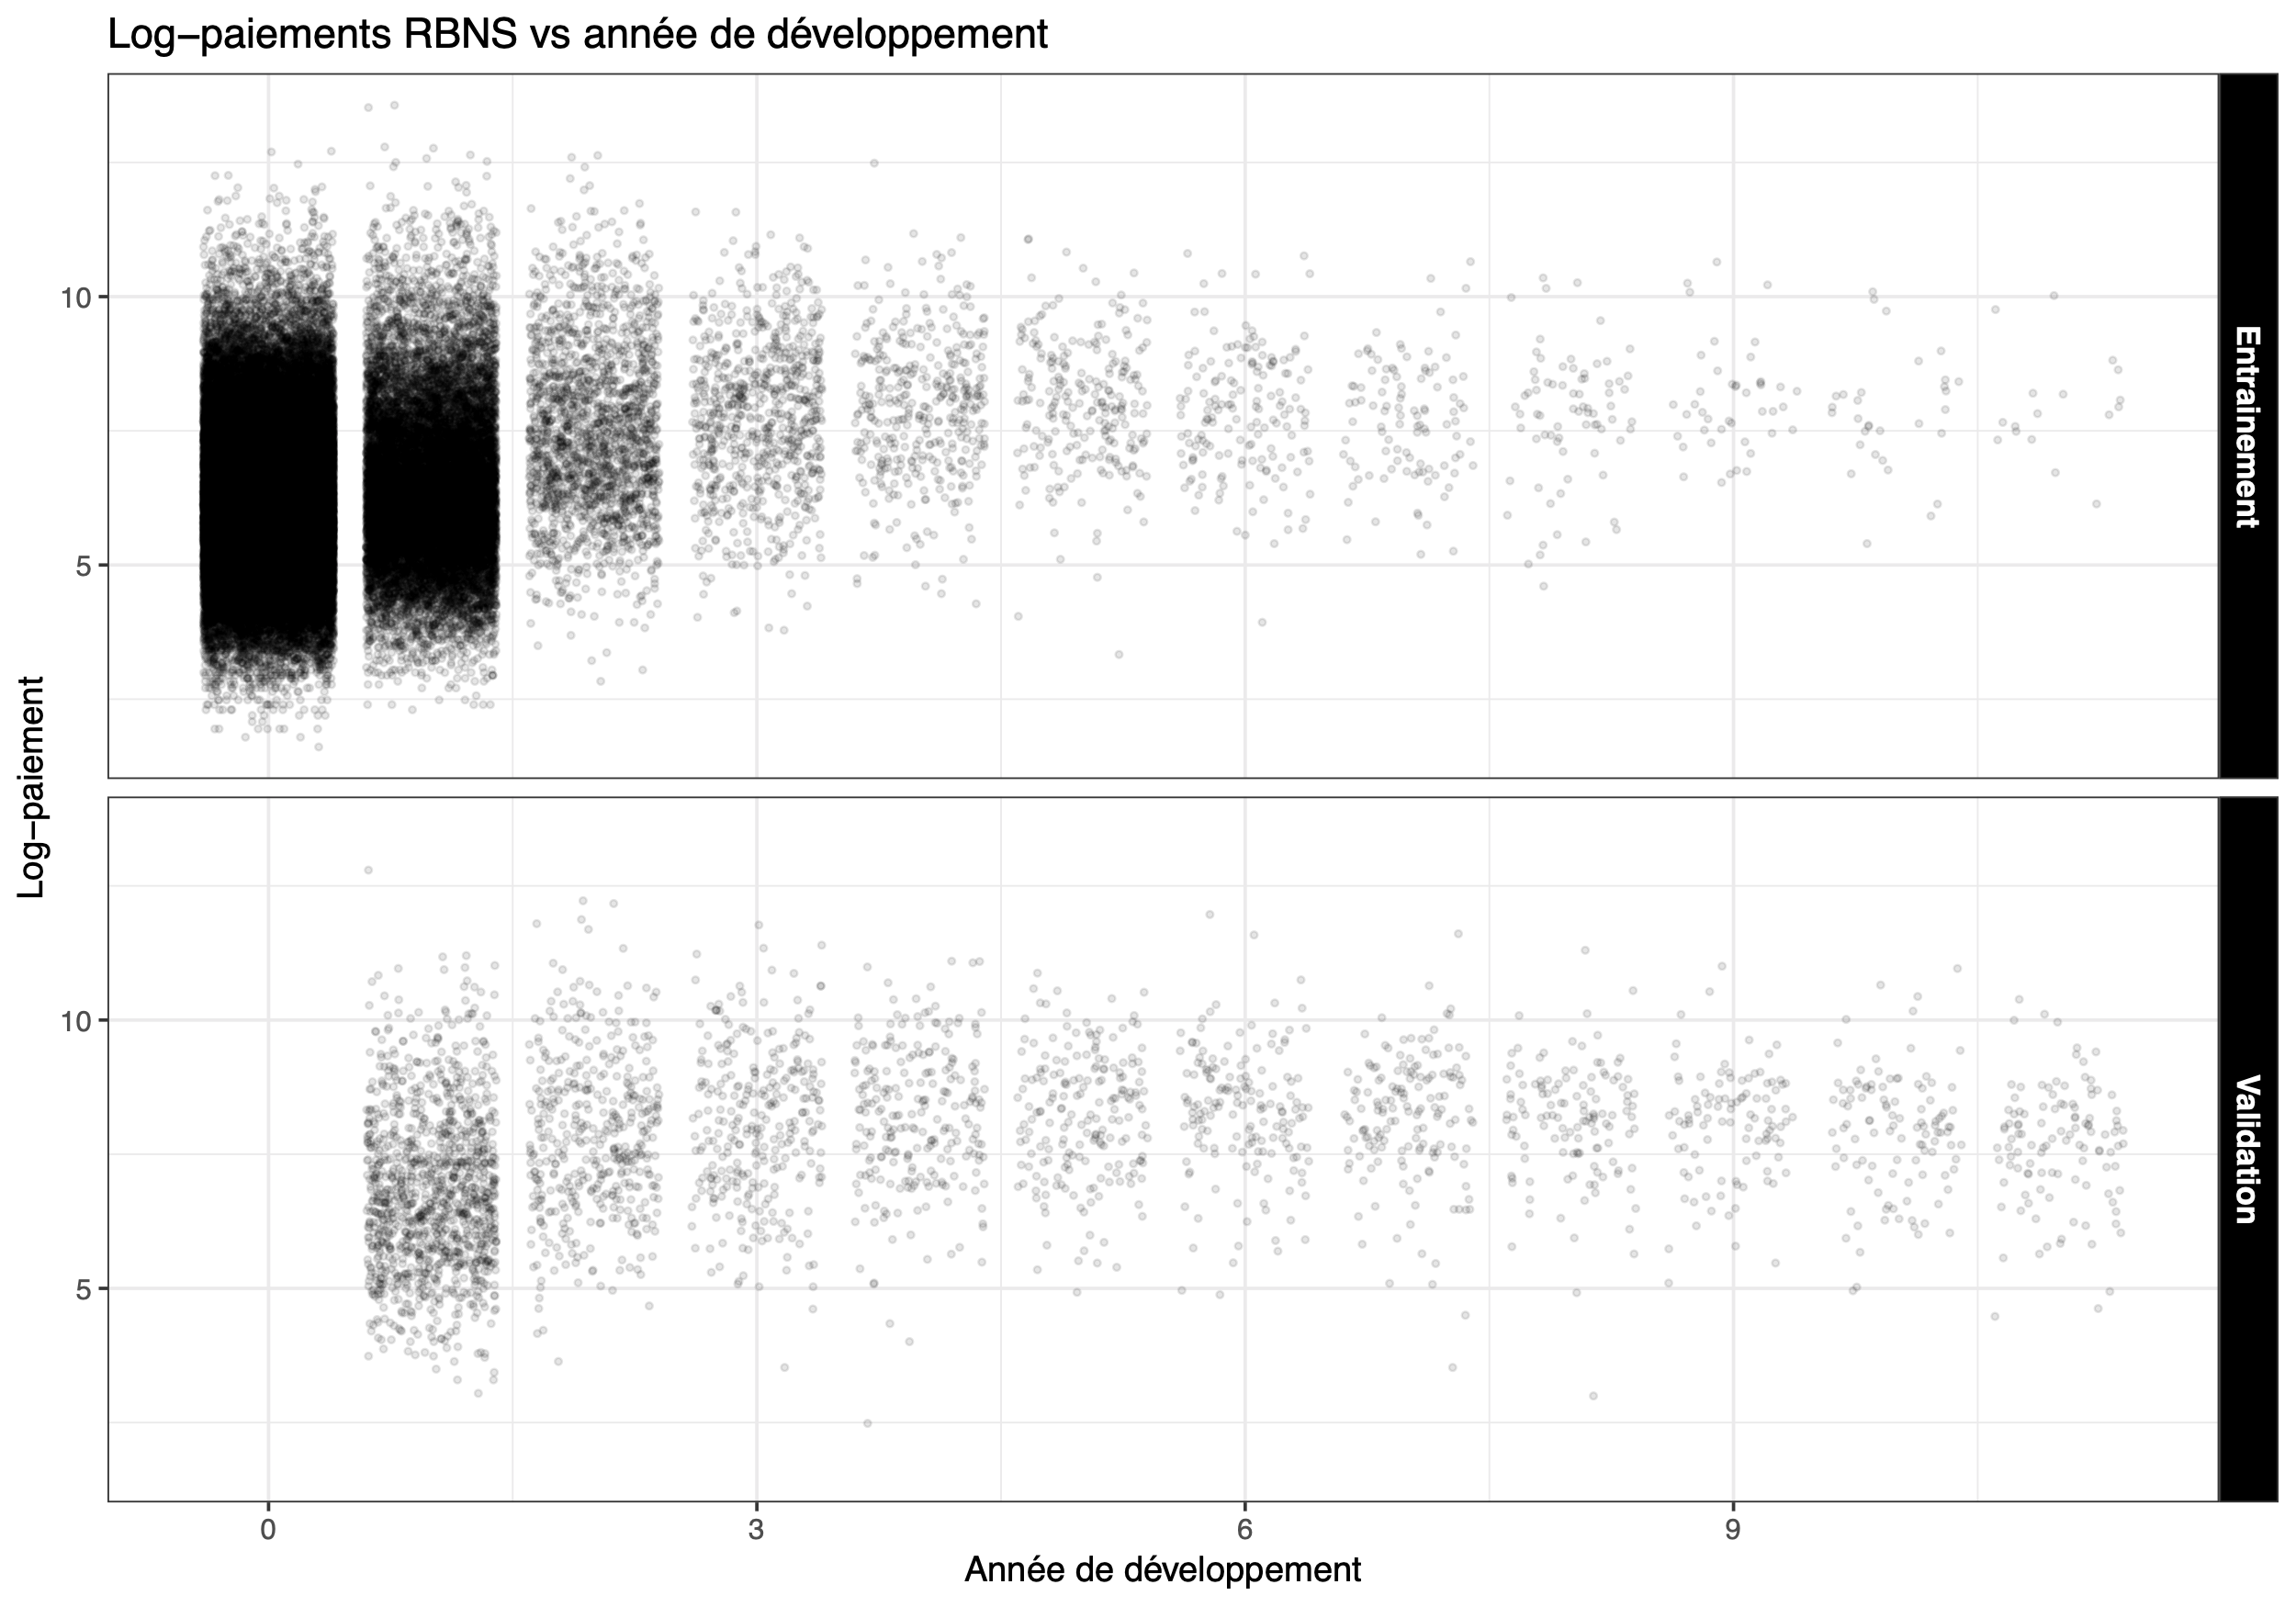 Log−paiements RBNS vs année de développement
Log−paiement
10
5
Entrainement
10
5
Validation
0 3 6 9
Année de développement